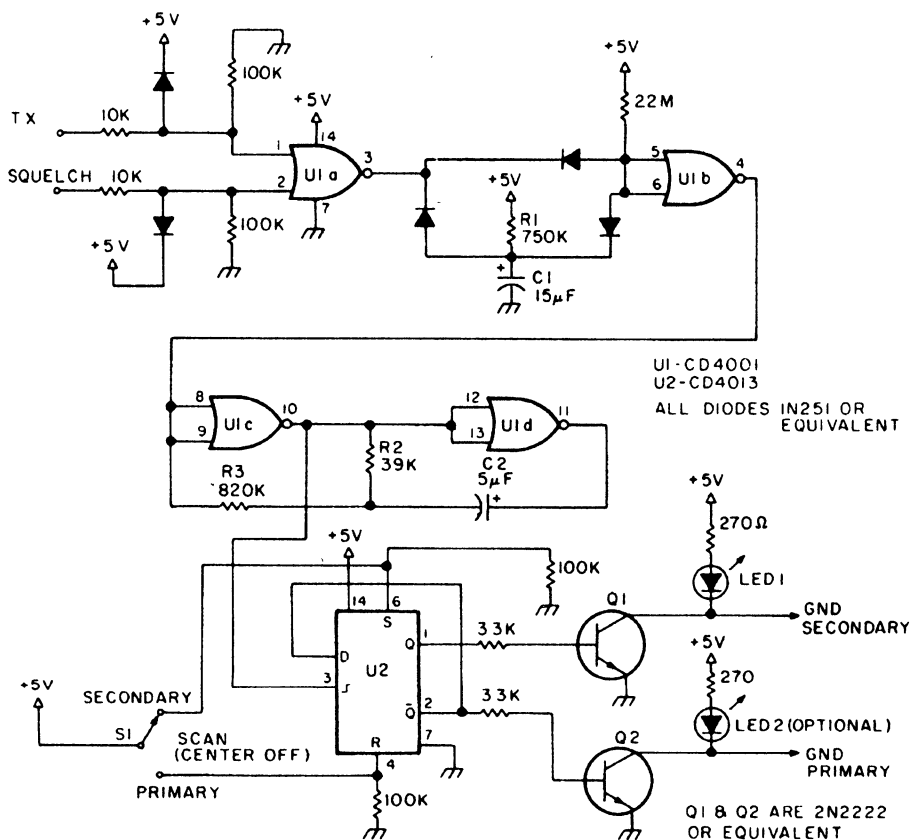 +5V
100K
+5V
10K
TX
1
14
3
U1a
SQUELCH
10K
2
7
100K
+5V
+5V
22M
5
4
6
U1b
+5V
R1
750K
+
C1
15µF
U1-CD4001
U2-CD4013
ALL DIODES IN251 OR
EQUIVALENT
8
10
9
U1c
12
11
13
U1d
R2
39K
C2
5µF
+
R3
820K
+5V
14
6
S
100K
D
Q
1
33K
Q1
U2
3
Q̄
2
33K
7
R
4
100K
+5V
SECONDARY
S1
SCAN
(CENTER OFF)
PRIMARY
+5V
270Ω
LED1
GND
SECONDARY
+5V
270
LED2(OPTIONAL)
Q2
GND
PRIMARY
Q1 & Q2 ARE 2N2222
OR EQUIVALENT